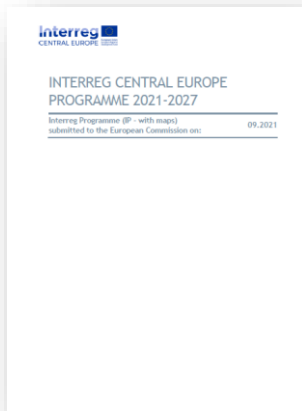 Interreg
CENTRAL EUROPE
INTERREG CENTRAL EUROPE
PROGRAMME 2021-2027
Interreg Programme (IP - with maps)
submitted to the European Commission on:
09.2021